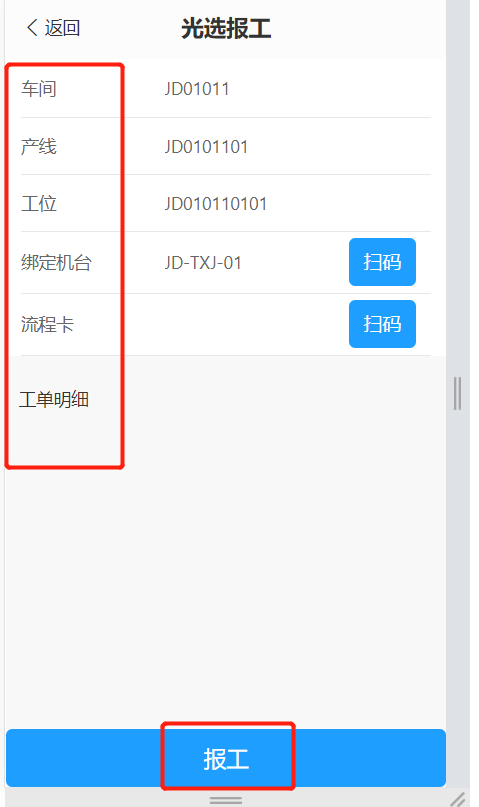 返回 光选报工
车间 JD01011
产线 JD0101101
工位 JD010110101
绑定机台 JD-TXJ-01 扫码
流程卡 扫码
工单明细
报工